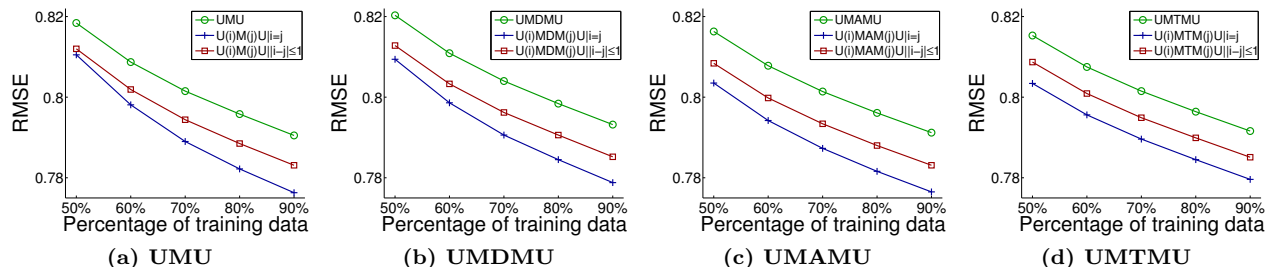 0.82
0.8
0.78
RMSE
UMU
U(i)M(j)U|i=j
U(i)M(j)U||i−j|≤1
50% 60% 70% 80% 90%
Percentage of training data
(a) UMU
0.82
0.8
0.78
RMSE
UMDMU
U(i)MDM(j)U|i=j
U(i)MDM(j)U||i−j|≤1
50% 60% 70% 80% 90%
Percentage of training data
(b) UMDMU
0.82
0.8
0.78
RMSE
UMAMU
U(i)MAM(j)U|i=j
U(i)MAM(j)U||i−j|≤1
50% 60% 70% 80% 90%
Percentage of training data
(c) UMAMU
0.82
0.8
0.78
RMSE
UMTMU
U(i)MTM(j)U|i=j
U(i)MTM(j)U||i−j|≤1
50% 60% 70% 80% 90%
Percentage of training data
(d) UMTMU